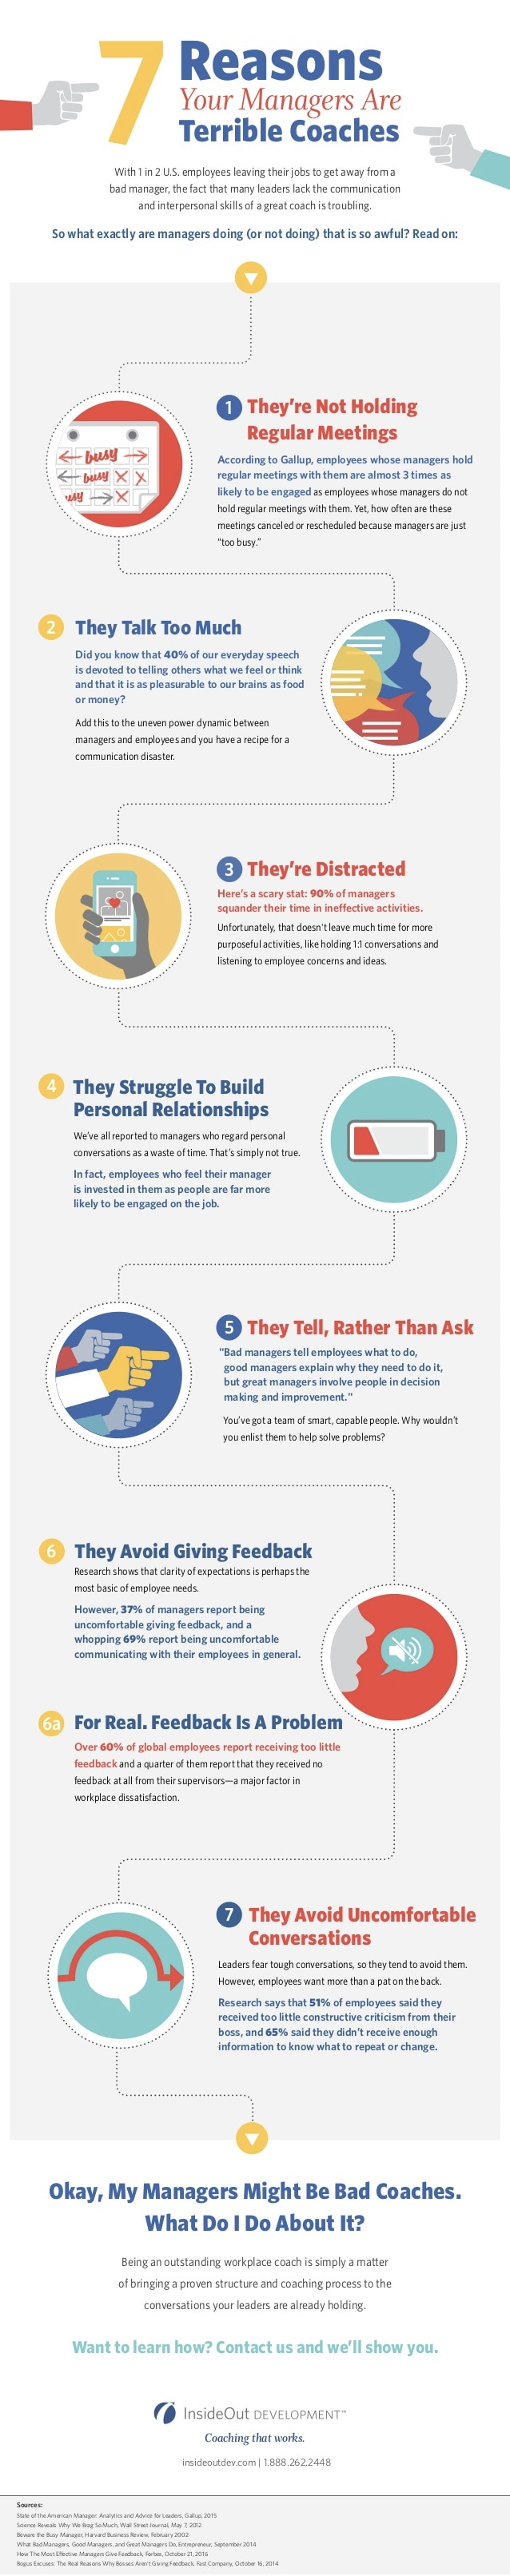 7 Reasons
Your Managers Are
Terrible Coaches
With 1 in 2 U.S. employees leaving their jobs to get away from a
bad manager, the fact that many leaders lack the communication
and interpersonal skills of a great coach is troubling.
So what exactly are managers doing (or not doing) that is so awful? Read on:
1 They're Not Holding
Regular Meetings
busy
busy
usy
According to Gallup, employees whose managers hold
regular meetings with them are almost 3 times as
likely to be engaged as employees whose managers do not
hold regular meetings with them. Yet, how often are these
meetings canceled or rescheduled because managers are just
“too busy.”
2 They Talk Too Much
Did you know that 40% of our everyday speech
is devoted to telling others what we feel or think
and that it is as pleasurable to our brains as food
or money?
Add this to the uneven power dynamic between
managers and employees and you have a recipe for a
communication disaster.
3 They're Distracted
Here's a scary stat: 90% of managers
squander their time in ineffective activities.
Unfortunately, that doesn't leave much time for more
purposeful activities, like holding 1:1 conversations and
listening to employee concerns and ideas.
4 They Struggle To Build
Personal Relationships
We've all reported to managers who regard personal
conversations as a waste of time. That's simply not true.
In fact, employees who feel their manager
is invested in them as people are far more
likely to be engaged on the job.
5 They Tell, Rather Than Ask
"Bad managers tell employees what to do,
good managers explain why they need to do it,
but great managers involve people in decision
making and improvement."
You've got a team of smart, capable people. Why wouldn't
you enlist them to help solve problems?
6 They Avoid Giving Feedback
Research shows that clarity of expectations is perhaps the
most basic of employee needs.
However, 37% of managers report being
uncomfortable giving feedback, and a
whopping 69% report being uncomfortable
communicating with their employees in general.
6a For Real. Feedback Is A Problem
Over 60% of global employees report receiving too little
feedback and a quarter of them report that they received no
feedback at all from their supervisors—a major factor in
workplace dissatisfaction.
7 They Avoid Uncomfortable
Conversations
Leaders fear tough conversations, so they tend to avoid them.
However, employees want more than a pat on the back.
Research says that 51% of employees said they
received too little constructive criticism from their
boss, and 65% said they didn't receive enough
information to know what to repeat or change.
Okay, My Managers Might Be Bad Coaches.
What Do I Do About It?
Being an outstanding workplace coach is simply a matter
of bringing a proven structure and coaching process to the
conversations your leaders are already holding.
Want to learn how? Contact us and we'll show you.
InsideOut DEVELOPMENT™
Coaching that works.
insideoutdev.com | 1.888.262.2448
Sources:
State of the American Manager: Analytics and Advice for Leaders, Gallup, 2015
Science Reveals Why We Brag So Much, Wall Street Journal, May 7, 2012
Beware the Busy Manager, Harvard Business Review, February 2002
What Bad Managers, Good Managers, and Great Managers Do, Entrepreneur, September 2014
How The Most Effective Managers Give Feedback, Forbes, October 21, 2016
Bogus Excuses: The Real Reasons Why Bosses Aren't Giving Feedback, Fast Company, October 16, 2014